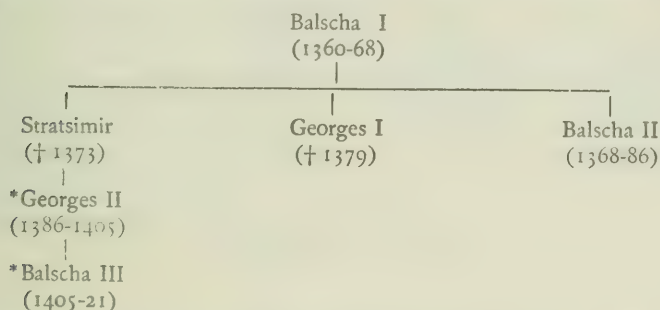 Balscha I
(1360-68)
Stratsimir
(† 1373)
Georges I
(† 1379)
Balscha II
(1368-86)
*Georges II
(1386-1405)
*Balscha III
(1405-21)